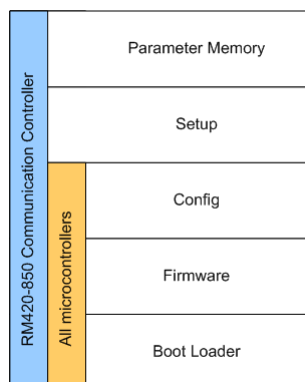 RM420-850 Communication Controller
All microcontrollers
Parameter Memory
Setup
Config
Firmware
Boot Loader